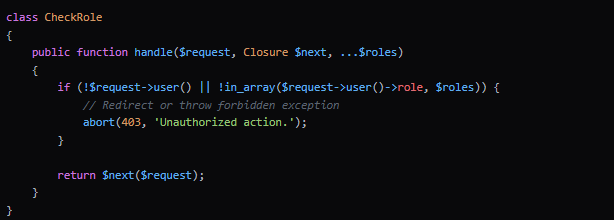 class CheckRole
{
    public function handle($request, Closure $next, ...$roles)
    {
        if (!$request->user() || !in_array($request->user()->role, $roles)) {
            // Redirect or throw forbidden exception
            abort(403, 'Unauthorized action.');
        }

        return $next($request);
    }
}